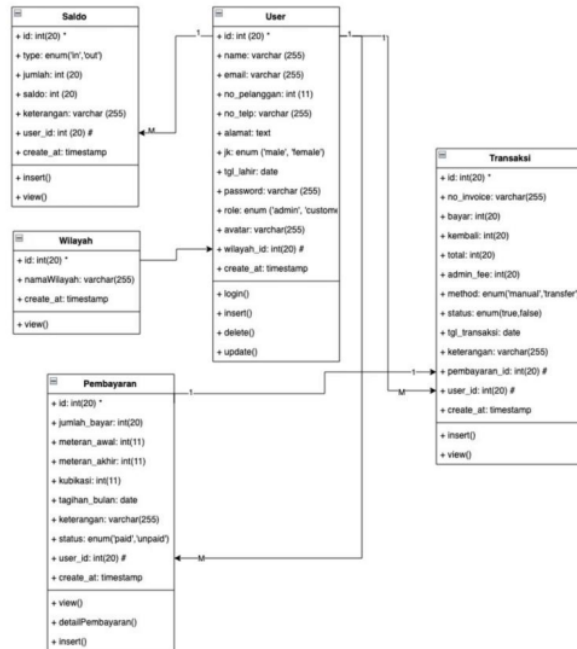 Saldo
+ id: int(20) *
+ type: enum('in','out')
+ jumlah: int (20)
+ saldo: int (20)
+ keterangan: varchar (255)
+ user_id: int (20) #
+ create_at: timestamp
+ insert()
+ view()
User
+ id: int (20) *
+ name: varchar (255)
+ email: varchar (255)
+ no_pelanggan: int (11)
+ no_telp: varchar (255)
+ alamat: text
+ jk: enum ('male', 'female')
+ tgl_lahir: date
+ password: varchar (255)
+ role: enum ('admin', 'custome
+ avatar: varchar(255)
+ wilayah_id: int(20) #
+ create_at: timestamp
+ login()
+ insert()
+ delete()
+ update()
Wilayah
+ id: int(20) *
+ namaWilayah: varchar(255)
+ create_at: timestamp
+ view()
Transaksi
+ id: int(20) *
+ no_invoice: varchar(255)
+ bayar: int(20)
+ kembali: int(20)
+ total: int(20)
+ admin_fee: int(20)
+ method: enum('manual','transfer'
+ status: enum(true,false)
+ tgl_transaksi: date
+ keterangan: varchar(255)
+ pembayaran_id: int(20) #
+ user_id: int(20) #
+ create_at: timestamp
+ insert()
+ view()
Pembayaran
+ id: int(20) *
+ jumlah_bayar: int(20)
+ meteran_awal: int(11)
+ meteran_akhir: int(11)
+ kubikasi: int(11)
+ tagihan_bulan: date
+ keterangan: varchar(255)
+ status: enum('paid','unpaid')
+ user_id: int(20) #
+ create_at: timestamp
+ view()
+ detailPembayaran()
+ insert()
1
M
1
1
1
1
M
M